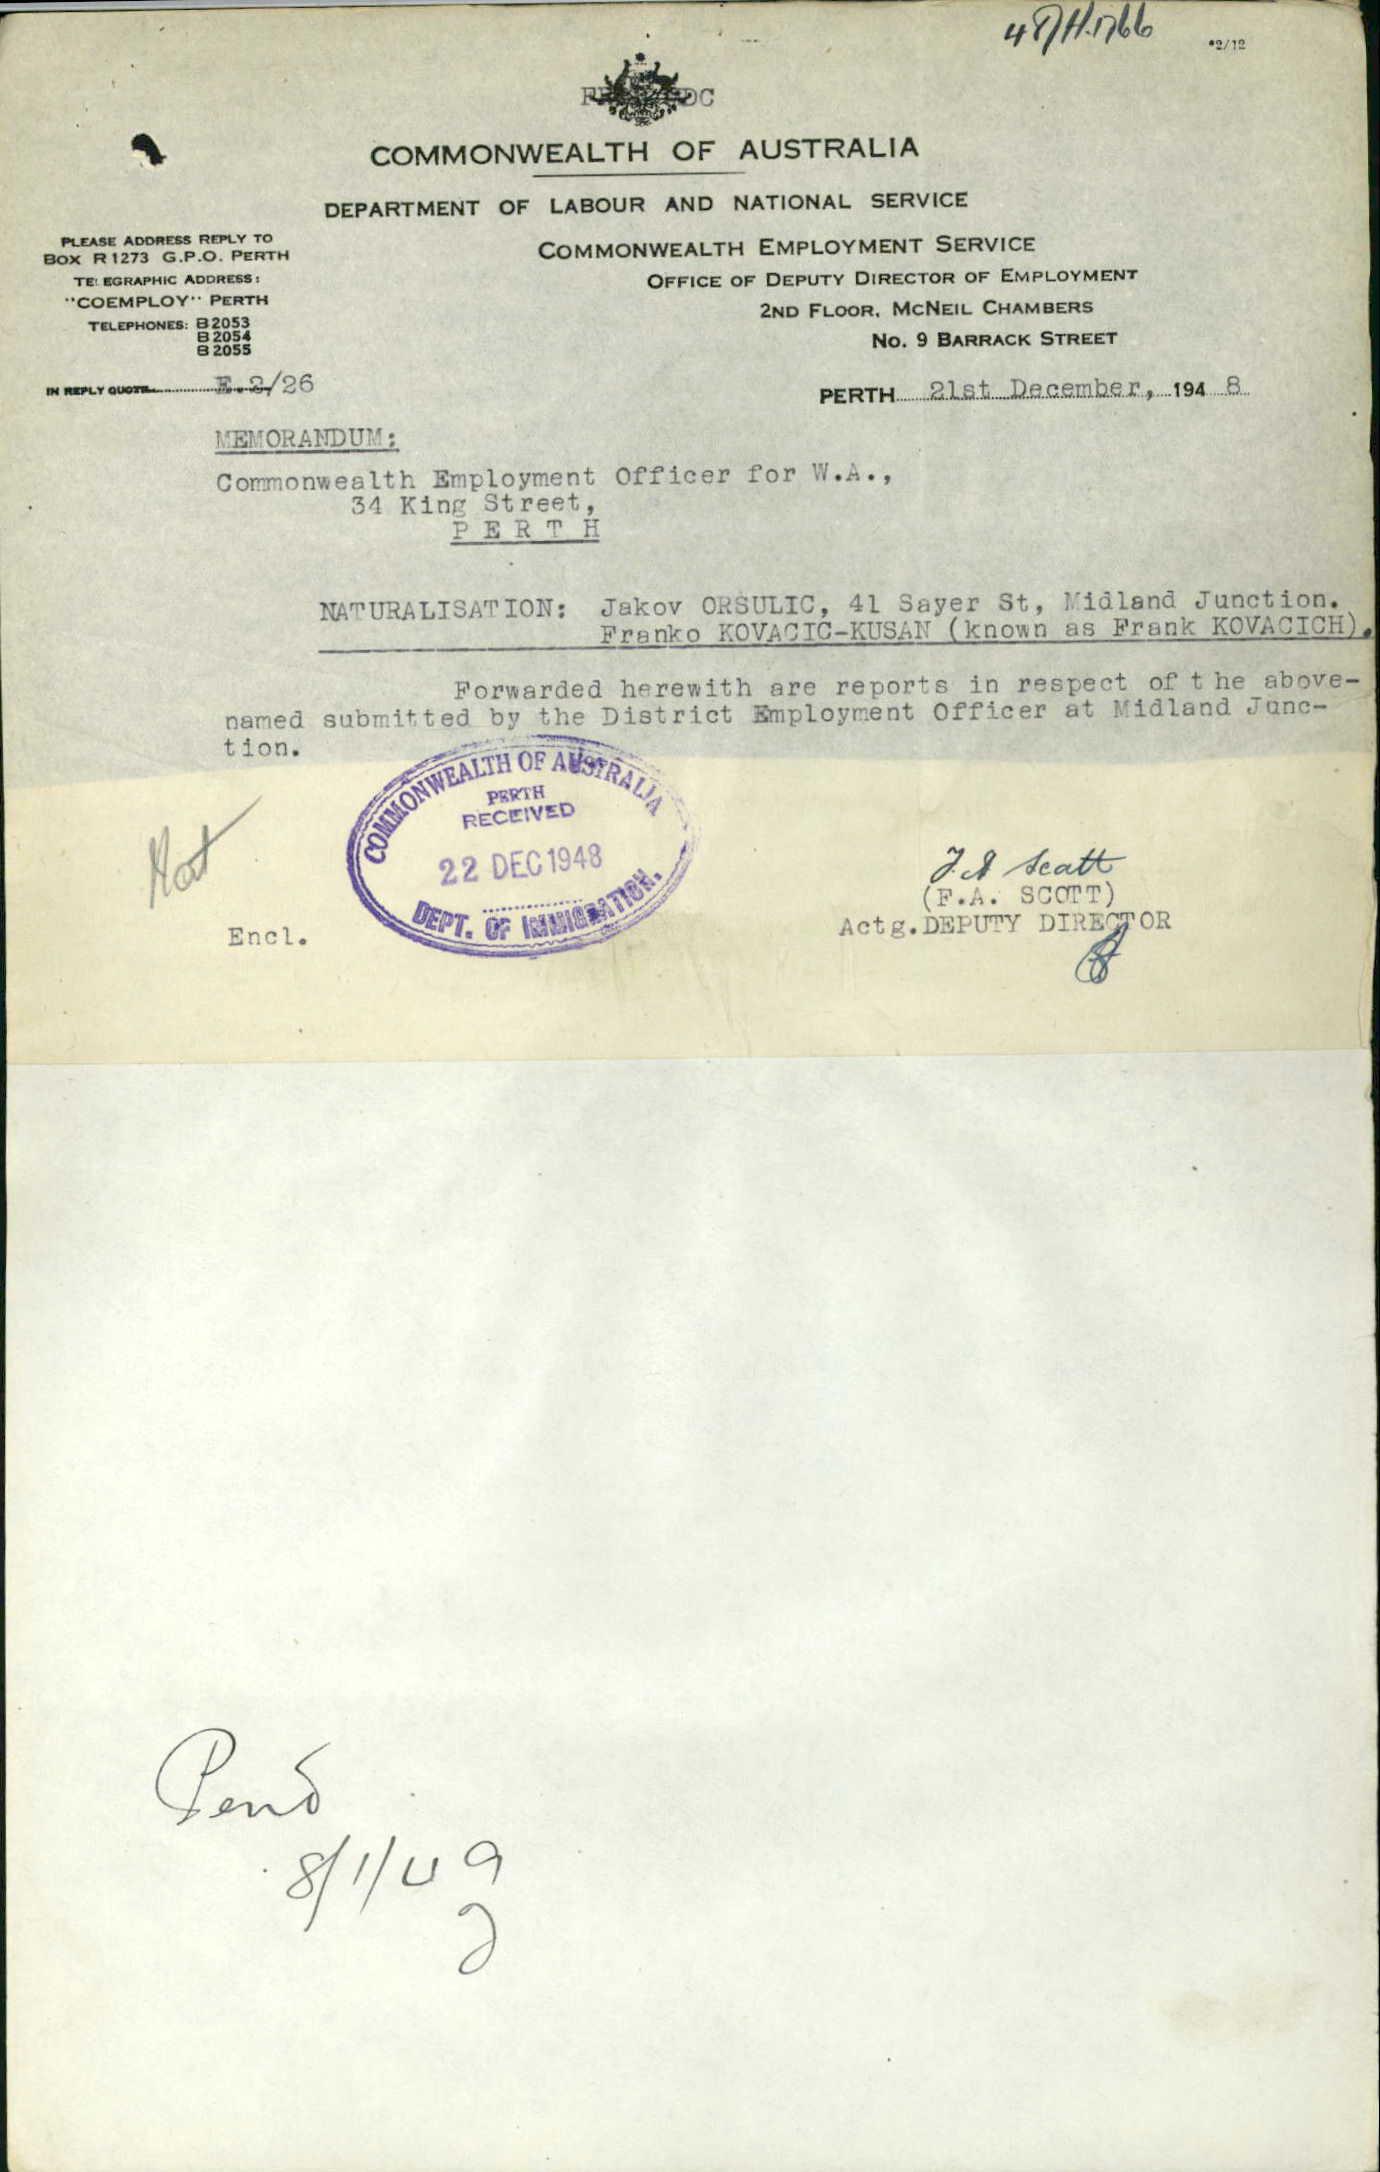 *2/12
COMMONWEALTH OF AUSTRALIA
DEPARTMENT OF LABOUR AND NATIONAL SERVICE
PLEASE ADDRESS REPLY TO
BOX R1273 G.P.O. PERTH
TELEGRAPHIC ADDRESS:
"COEMPLOY" PERTH
TELEPHONES: B2053
B2054
B2055
COMMONWEALTH EMPLOYMENT SERVICE
OFFICE OF DEPUTY DIRECTOR OF EMPLOYMENT
2ND FLOOR, MCNEIL CHAMBERS
No. 9 BARRACK STREET
IN REPLY QUOTE E.2/26
PERTH 21st December, 1948
MEMORANDUM:
Commonwealth Employment Officer for W.A.,
34 King Street,
P E R T H
NATURALISATION: Jakov ORSULIC, 41 Sayer St, Midland Junction.
Franko KOVACIC-KUSAN (known as Frank KOVACICH).
Forwarded herewith are reports in respect of t he above-
named submitted by the District Employment Officer at Midland Junc-
tion.
COMMONWEALTH OF AUSTRALIA
PERTH
RECEIVED
22 DEC 1948
DEPT. OF IMMIGRATION.
F.A Scott
(F.A. SCOTT)
Actg.DEPUTY DIRECTOR
Encl.
8/1/49